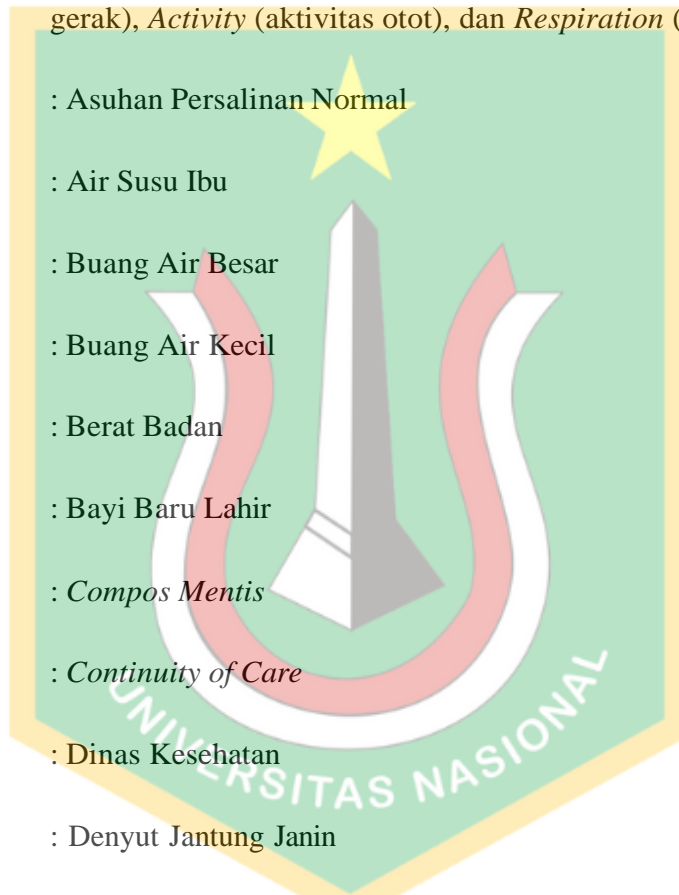 gerak), Activity (aktivitas otot), dan Respiration (
: Asuhan Persalinan Normal
: Air Susu Ibu
: Buang Air Besar
: Buang Air Kecil
: Berat Badan
: Bayi Baru Lahir
: Compos Mentis
: Continuity of Care
: Dinas Kesehatan
: Denyut Jantung Janin
UNIVERSITAS NASIONAL